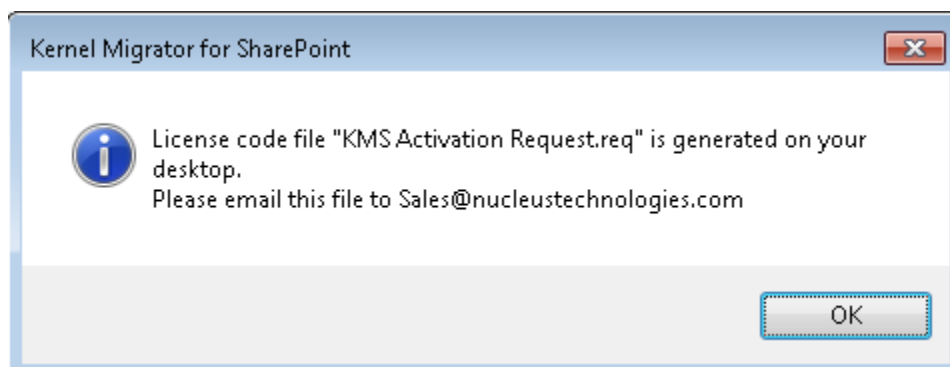 Kernel Migrator for SharePoint
License code file "KMS Activation Request.req" is generated on your
desktop.
Please email this file to Sales@nucleustechnologies.com
OK